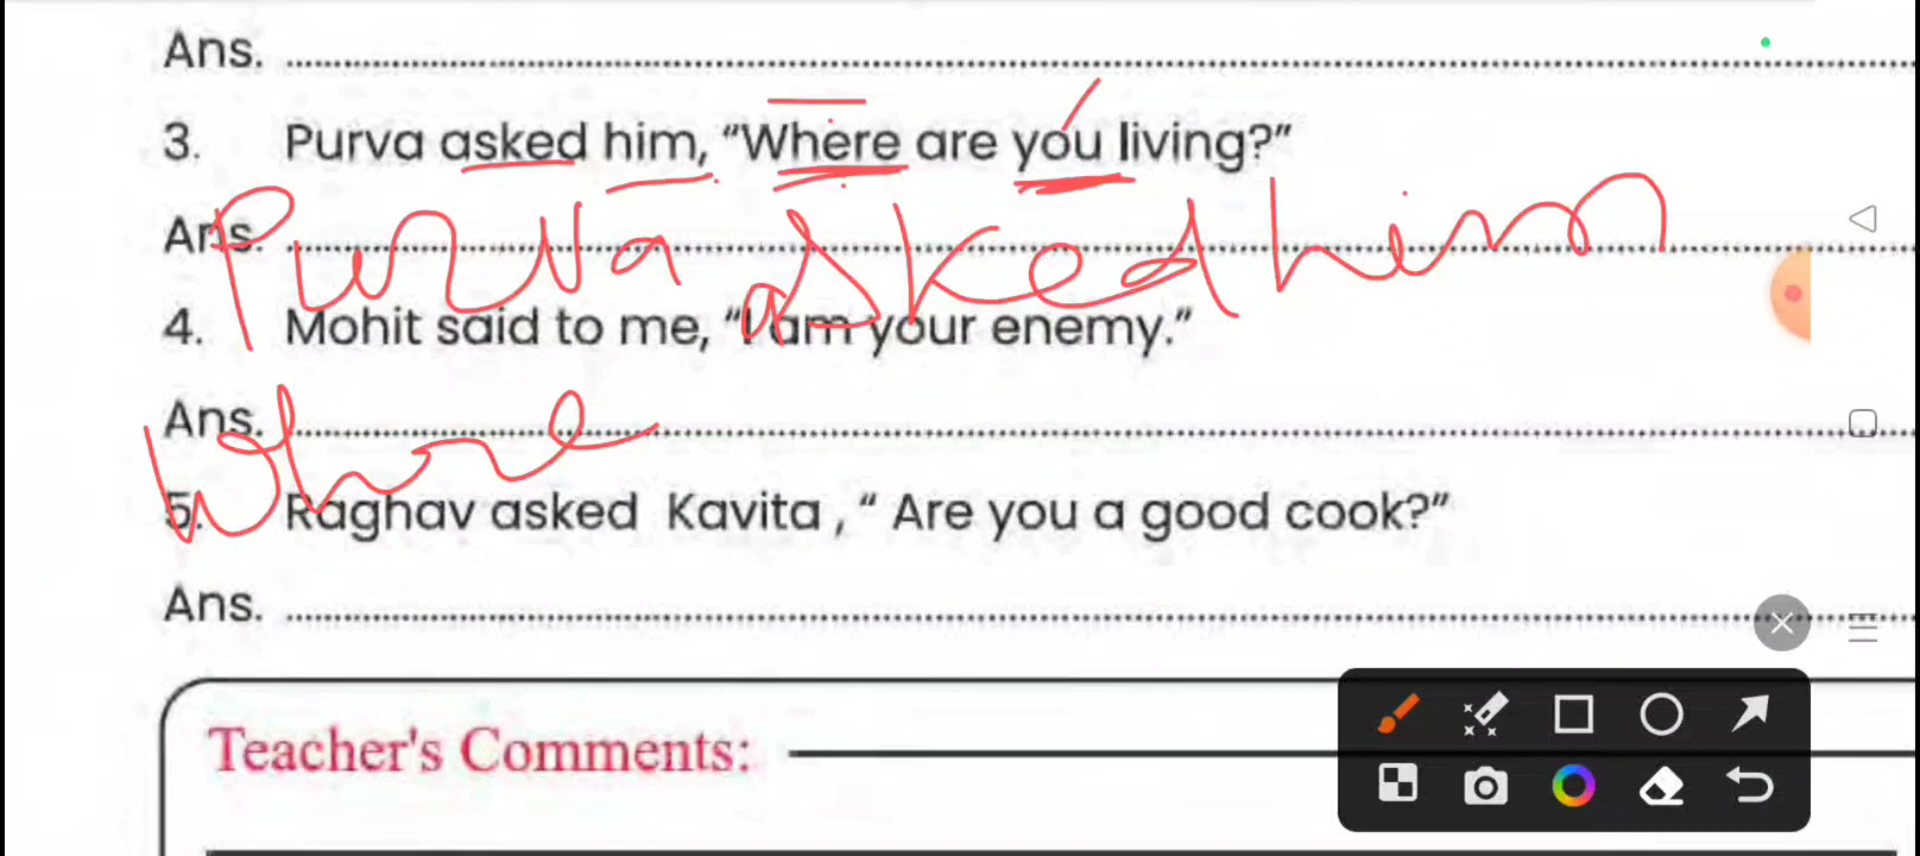 Ans. ........................................................................
3. Purva asked him, “Where are you living?”
Ans. ........................................................................
Purva asked him
4. Mohit said to me, “I am your enemy.”
Ans. ........................................................................
Where
5. Raghav asked Kavita , “ Are you a good cook?”
Ans. ........................................................................
Teacher's Comments: